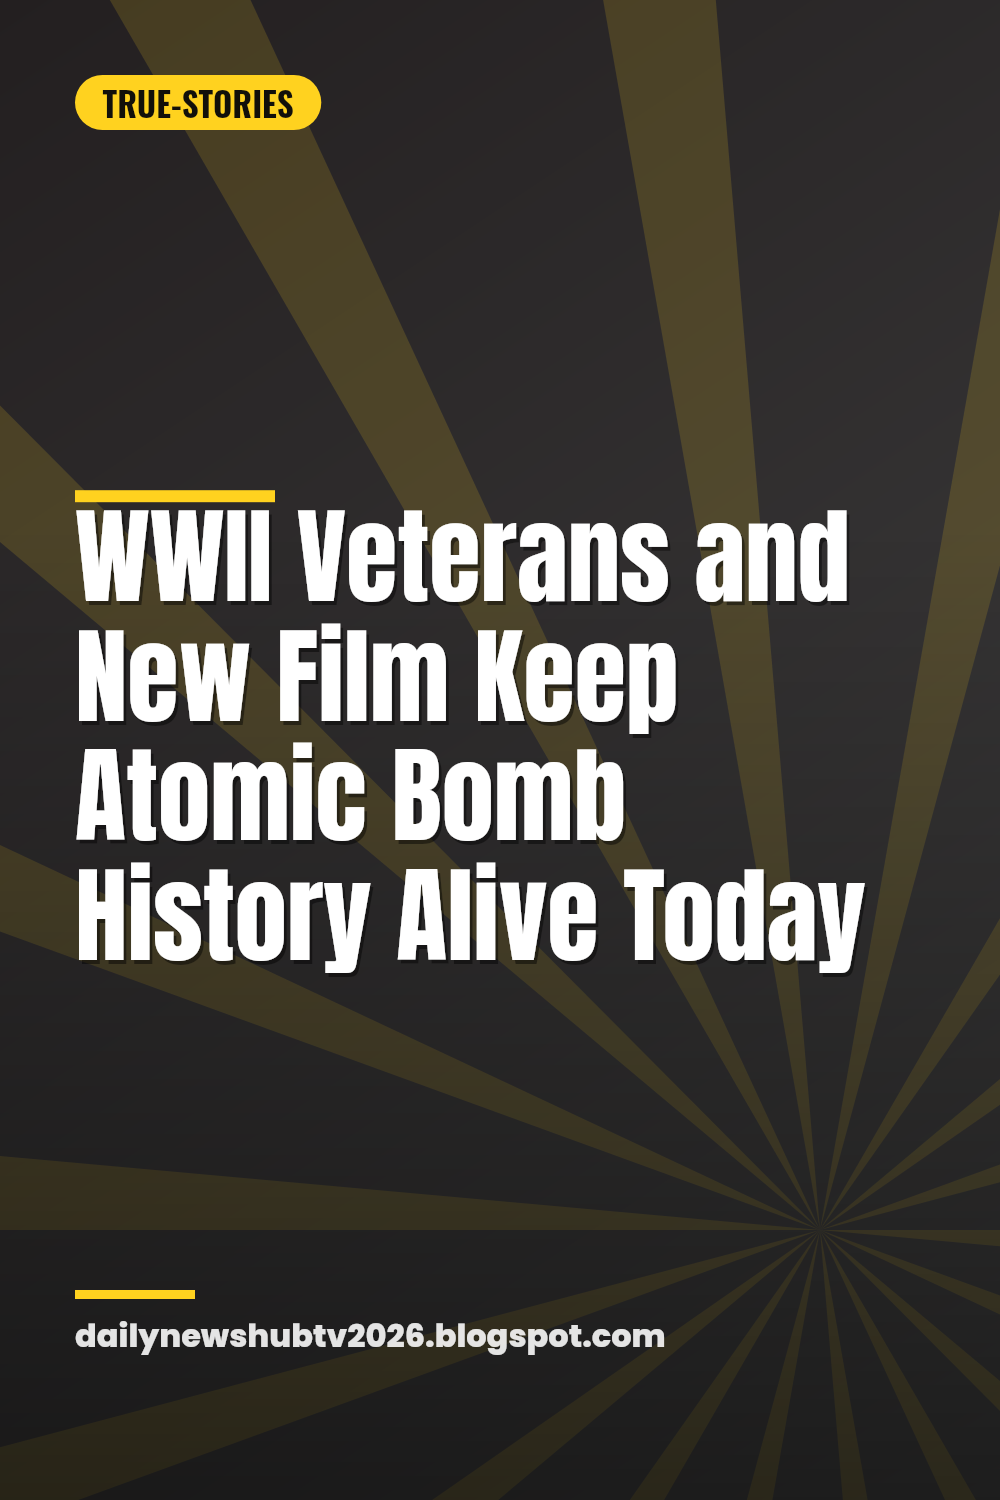 TRUE-STORIES
WWII Veterans and
New Film Keep
Atomic Bomb
History Alive Today
dailynewshubtv2026.blogspot.com